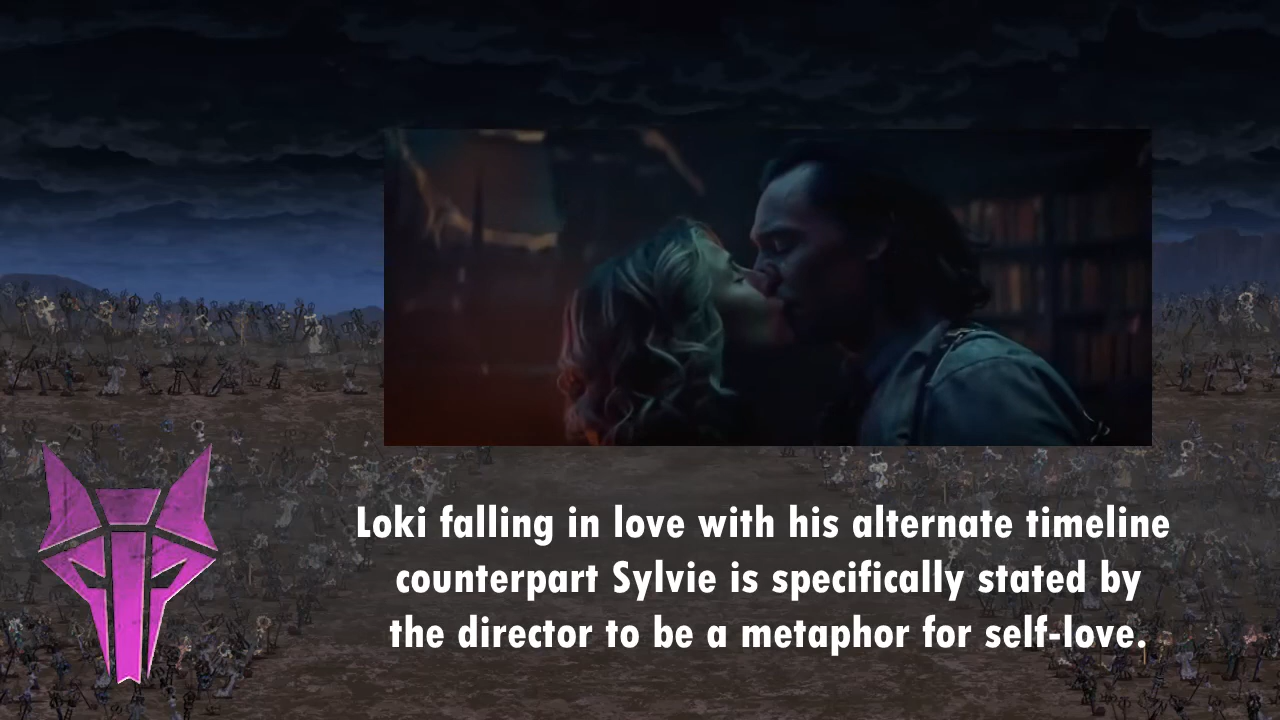 Loki falling in love with his alternate timeline
counterpart Sylvie is specifically stated by
the director to be a metaphor for self-love.